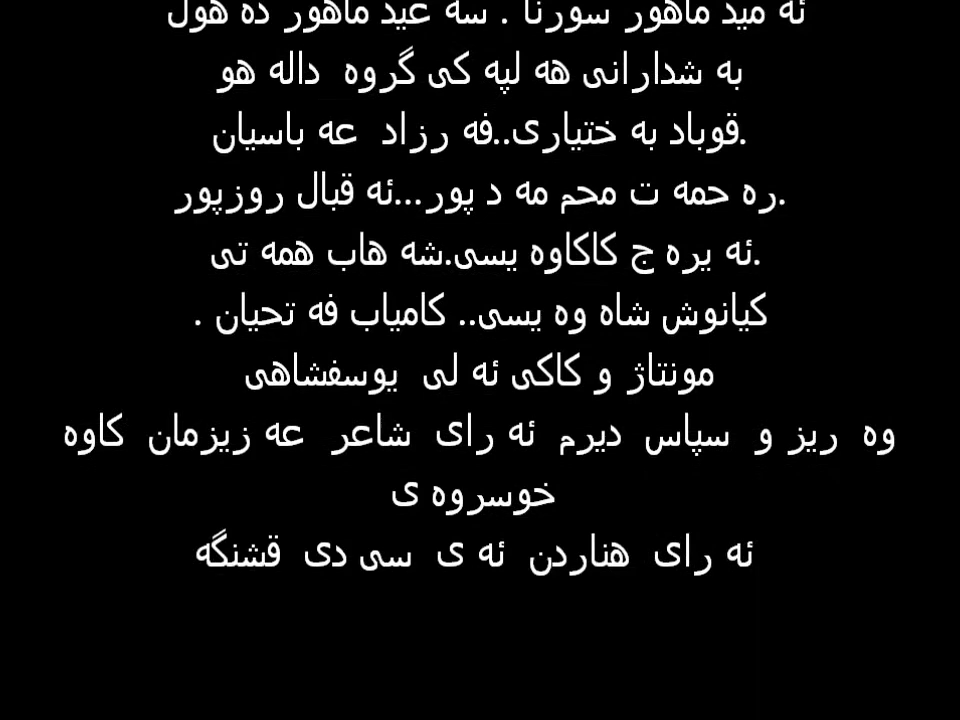 ئه مید ماهور سورنا . سه عید ماهور ده هول
به شدارانی هه لپه کی گروه داله هو
.قوباد به ختیاری..فه رزاد عه باسیان
.ره حمه ت محم مه د پور...ئه قبال روزپور
.ئه یره ج کاکاوه یسی.شه هاب همه تی
کیانوش شاه وه یسی.. کامیاب فه تحیان .
مونتاژ و کاکی ئه لی یوسفشاهی
وه ریز و سپاس دیرم ئه رای شاعر عه زیزمان کاوه
خوسروه ی
ئه رای هناردن ئه ی سی دی قشنگه